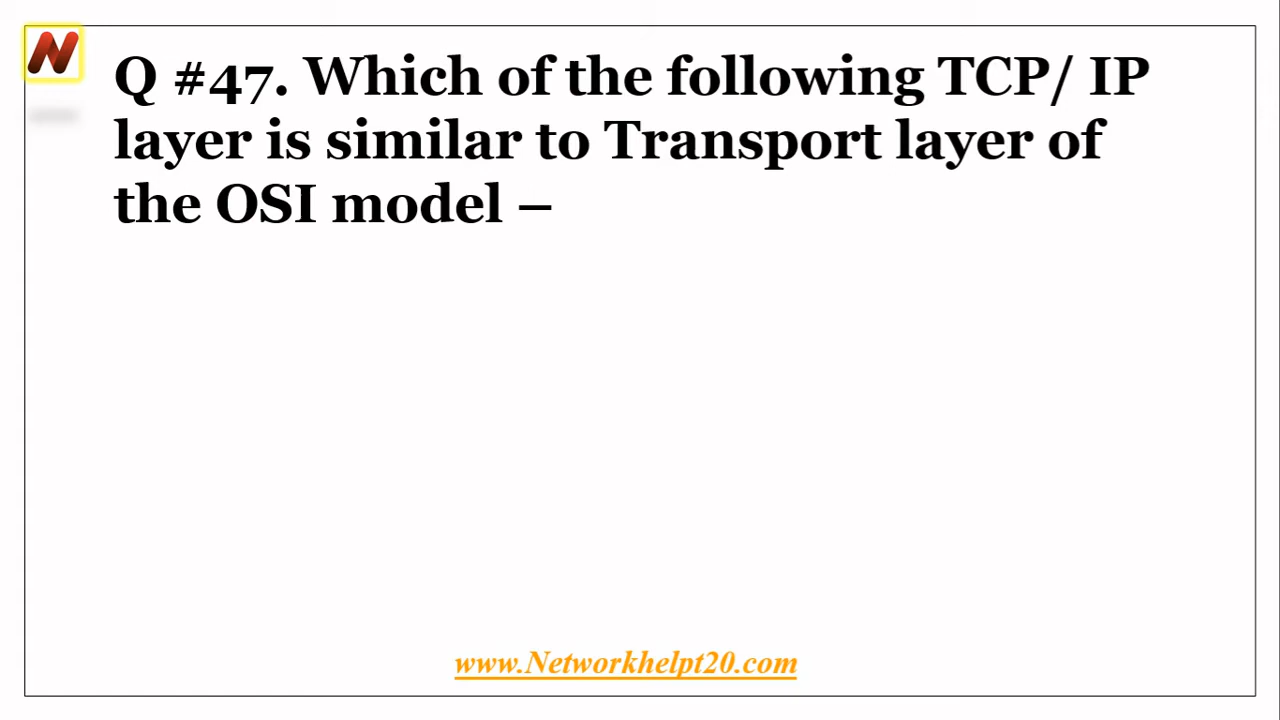 Q #47. Which of the following TCP/ IP
layer is similar to Transport layer of
the OSI model –
www.Networkhelpt20.com